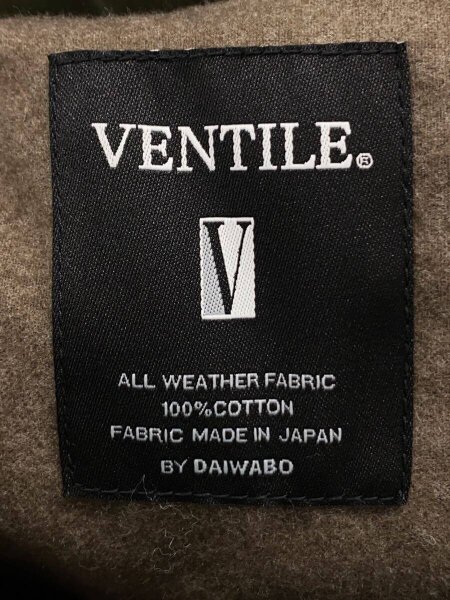 VENTILE®
V
ALL WEATHER FABRIC
100%COTTON
FABRIC MADE IN JAPAN
BY DAIWABO